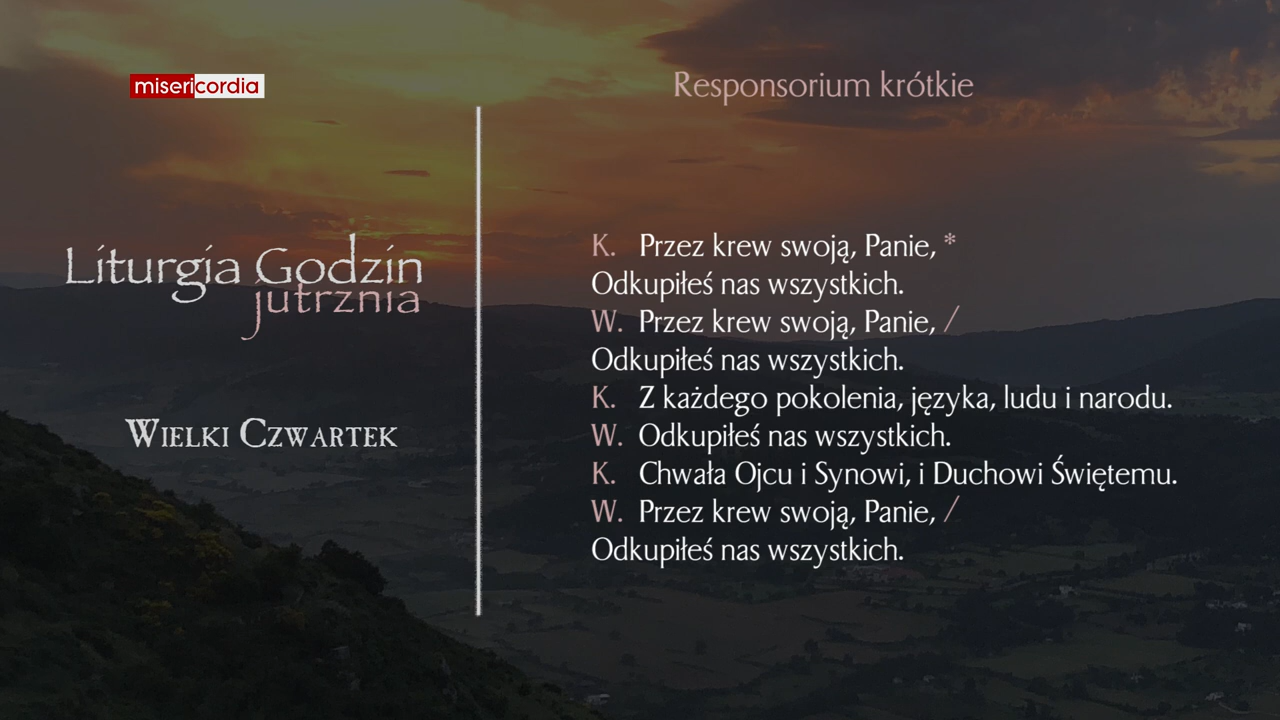 misericordia
Liturgia Godzin
jutrznia
Wielki Czwartek
Responsorium krótkie
K. Przez krew swoją, Panie, *
Odkupiłeś nas wszystkich.
W. Przez krew swoją, Panie, /
Odkupiłeś nas wszystkich.
K. Z każdego pokolenia, języka, ludu i narodu.
W. Odkupiłeś nas wszystkich.
K. Chwała Ojcu i Synowi, i Duchowi Świętemu.
W. Przez krew swoją, Panie, /
Odkupiłeś nas wszystkich.